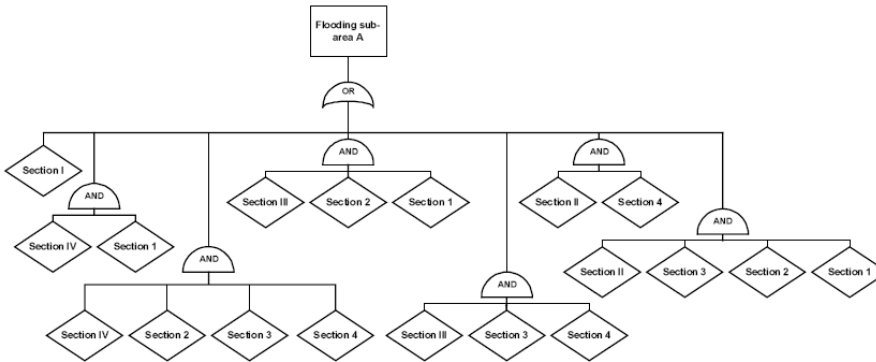 Flooding sub-
area A
OR
AND
AND
Section I
AND
Section III
Section 2
Section 1
Section II
Section 4
AND
Section IV
Section 1
AND
Section II
Section 3
Section 2
Section 1
AND
Section IV
Section 2
Section 3
Section 4
Section III
Section 3
Section 4